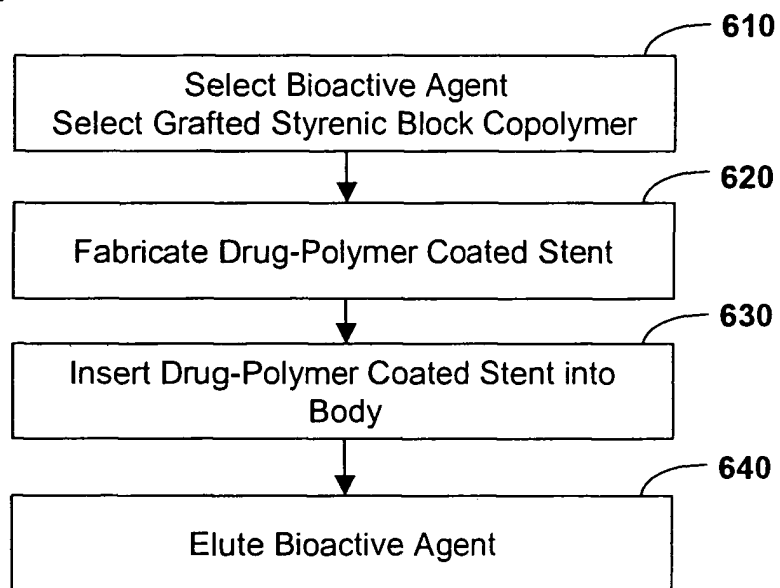 610
Select Bioactive Agent
Select Grafted Styrenic Block Copolymer
620
Fabricate Drug-Polymer Coated Stent
630
Insert Drug-Polymer Coated Stent into
Body
640
Elute Bioactive Agent